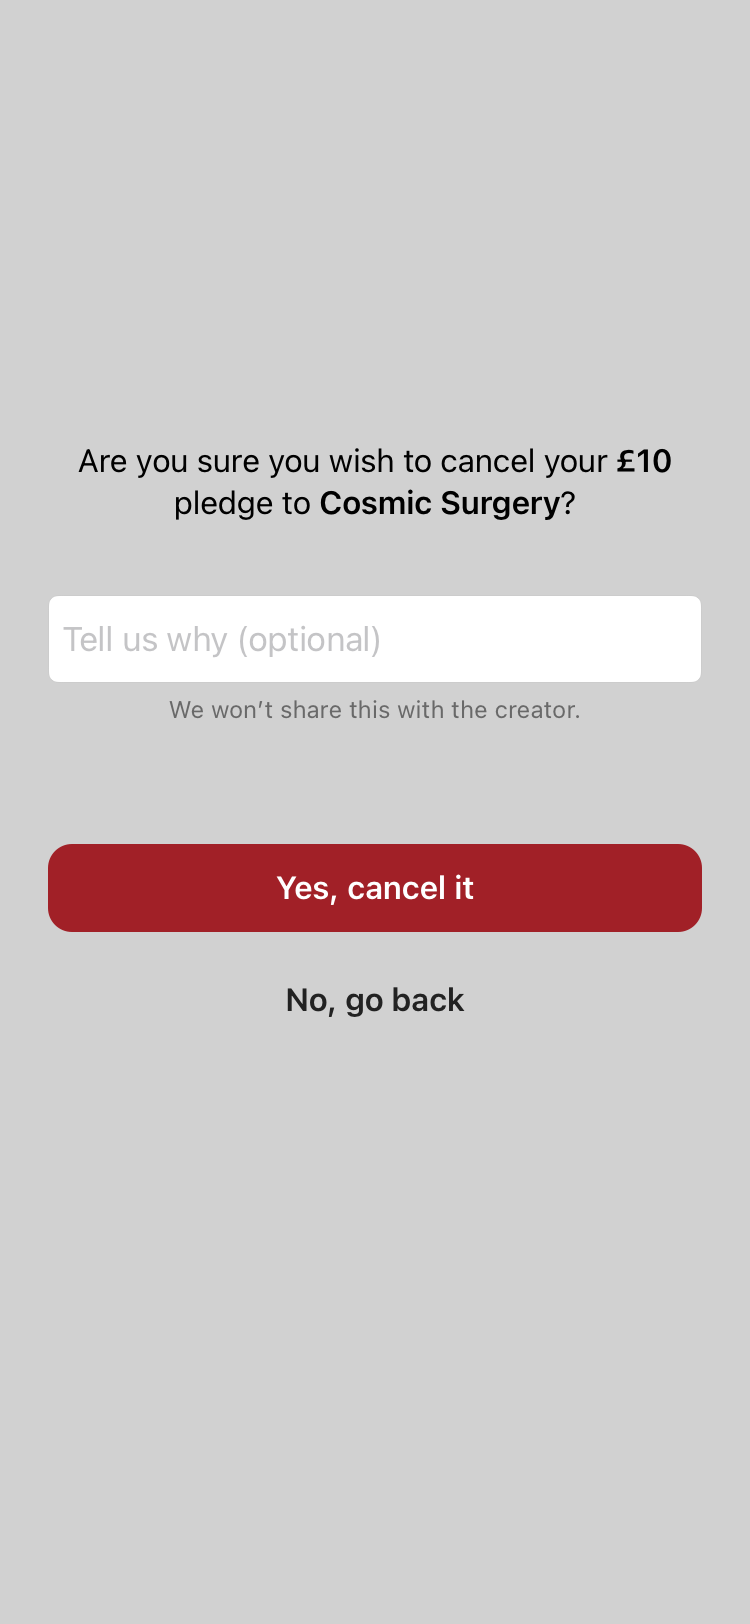 Are you sure you wish to cancel your £10
pledge to Cosmic Surgery?
Tell us why (optional)
We won’t share this with the creator.
Yes, cancel it
No, go back